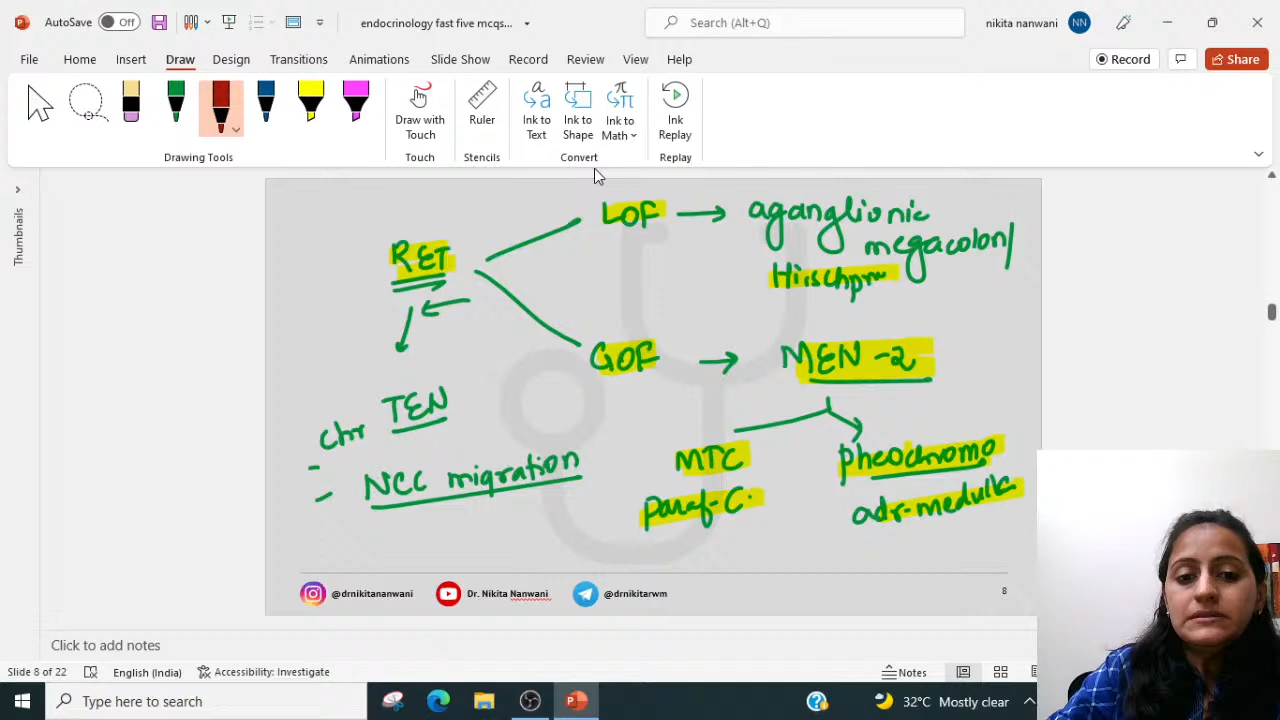 AutoSave Off endocrinology fast five mcqs... Search (Alt+Q) nikita nanwani NN
File Home Insert Draw Design Transitions Animations Slide Show Record Review View Help Record Share
Draw with Touch Ruler Ink to Text Ink to Shape Ink to Math Ink Replay
Drawing Tools Touch Stencils Convert Replay
Thumbnails
LOF → aganglionic
megacolon/
RET
Hirschpr
GOF → MEN-2
TEN
chr
- NCC migration
MTC pheochromo
Paraf-C. adr-medulla
@drnikitananwani Dr. Nikita Nanwani @drnikitarwm 8
Click to add notes
Slide 8 of 22 English (India) Accessibility: Investigate Notes
Type here to search 32°C Mostly clear